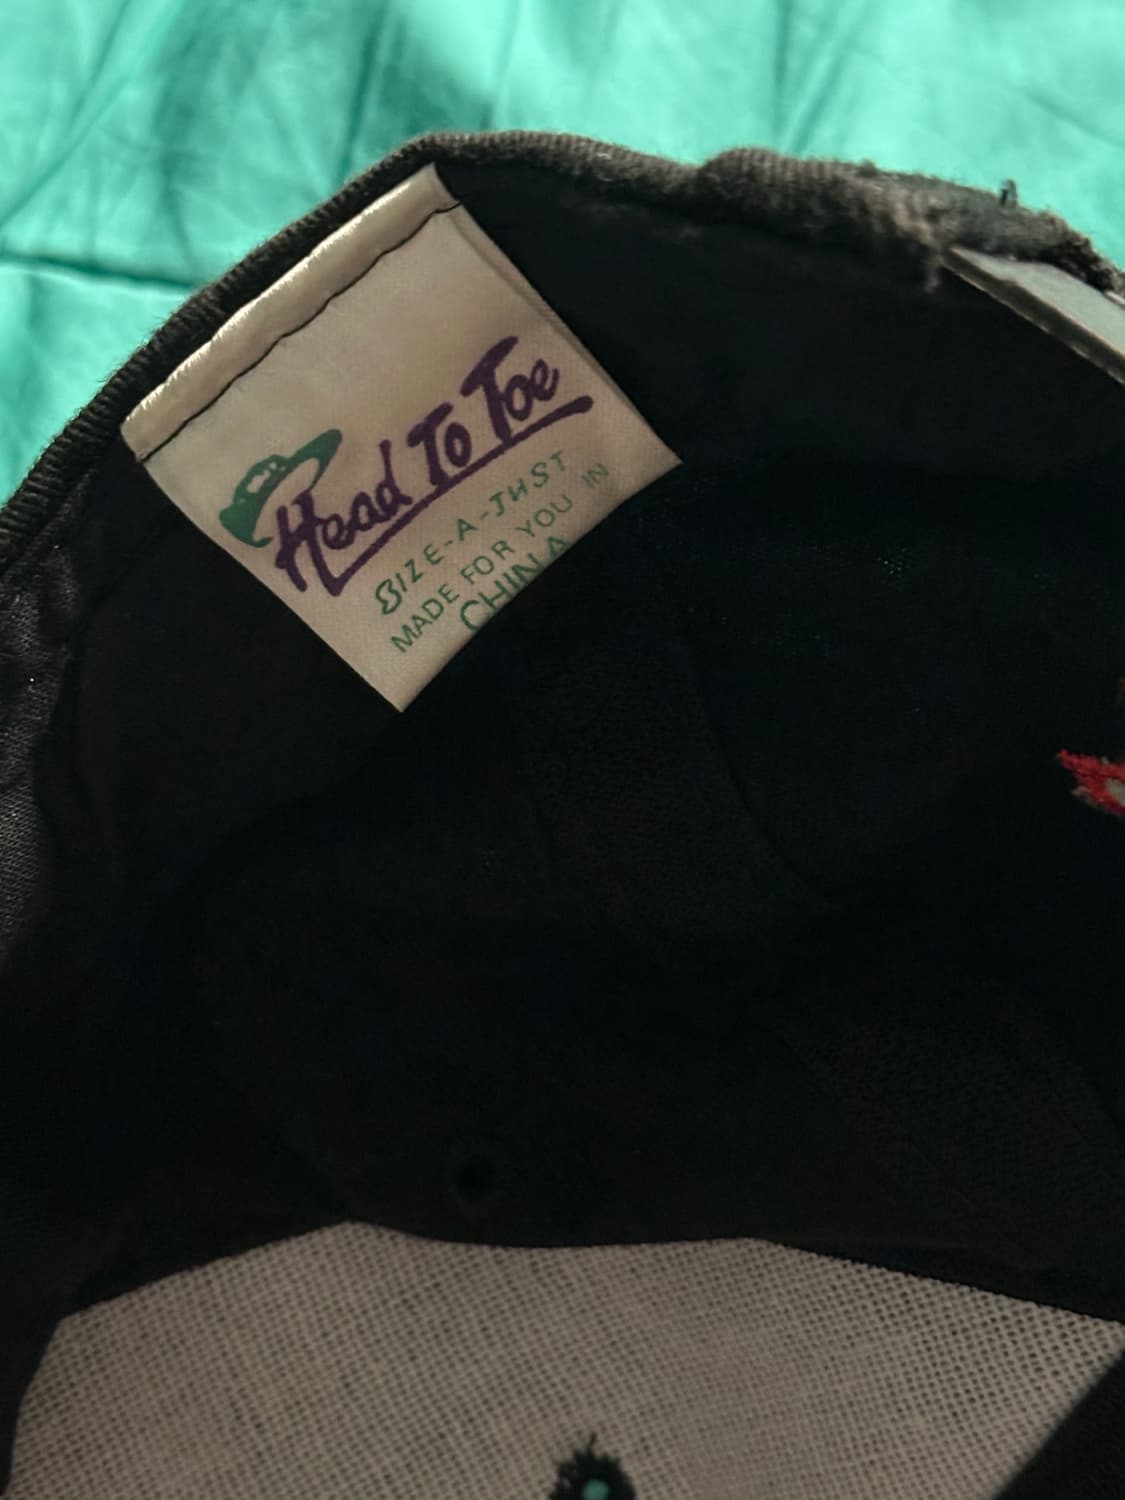 Head To Toe
SIZE-A-JUST
MADE FOR YOU IN
CHINA